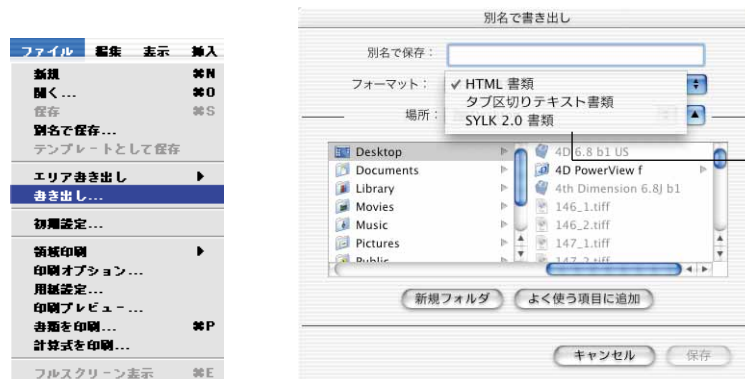 ファイル 編集 表示 挿入
新規 ⌘N
開く... ⌘O
保存 ⌘S
別名で保存...
テンプレートとして保存
エリア書き出し
書き出し...
初期設定...
領域印刷
印刷オプション...
用紙設定...
印刷プレビュー...
書類を印刷... ⌘P
計算式を印刷...
フルスクリーン表示 ⌘E
別名で書き出し
別名で保存：
フォーマット：
✓ HTML 書類
タブ区切りテキスト書類
SYLK 2.0 書類
場所：
Desktop
Documents
Library
Movies
Music
Pictures
Public
4D 6.8 b1 US
4D PowerView f
4th Dimension 6.8J b1
146_1.tiff
146_2.tiff
147_1.tiff
147_2.tiff
新規フォルダ
よく使う項目に追加
キャンセル
保存